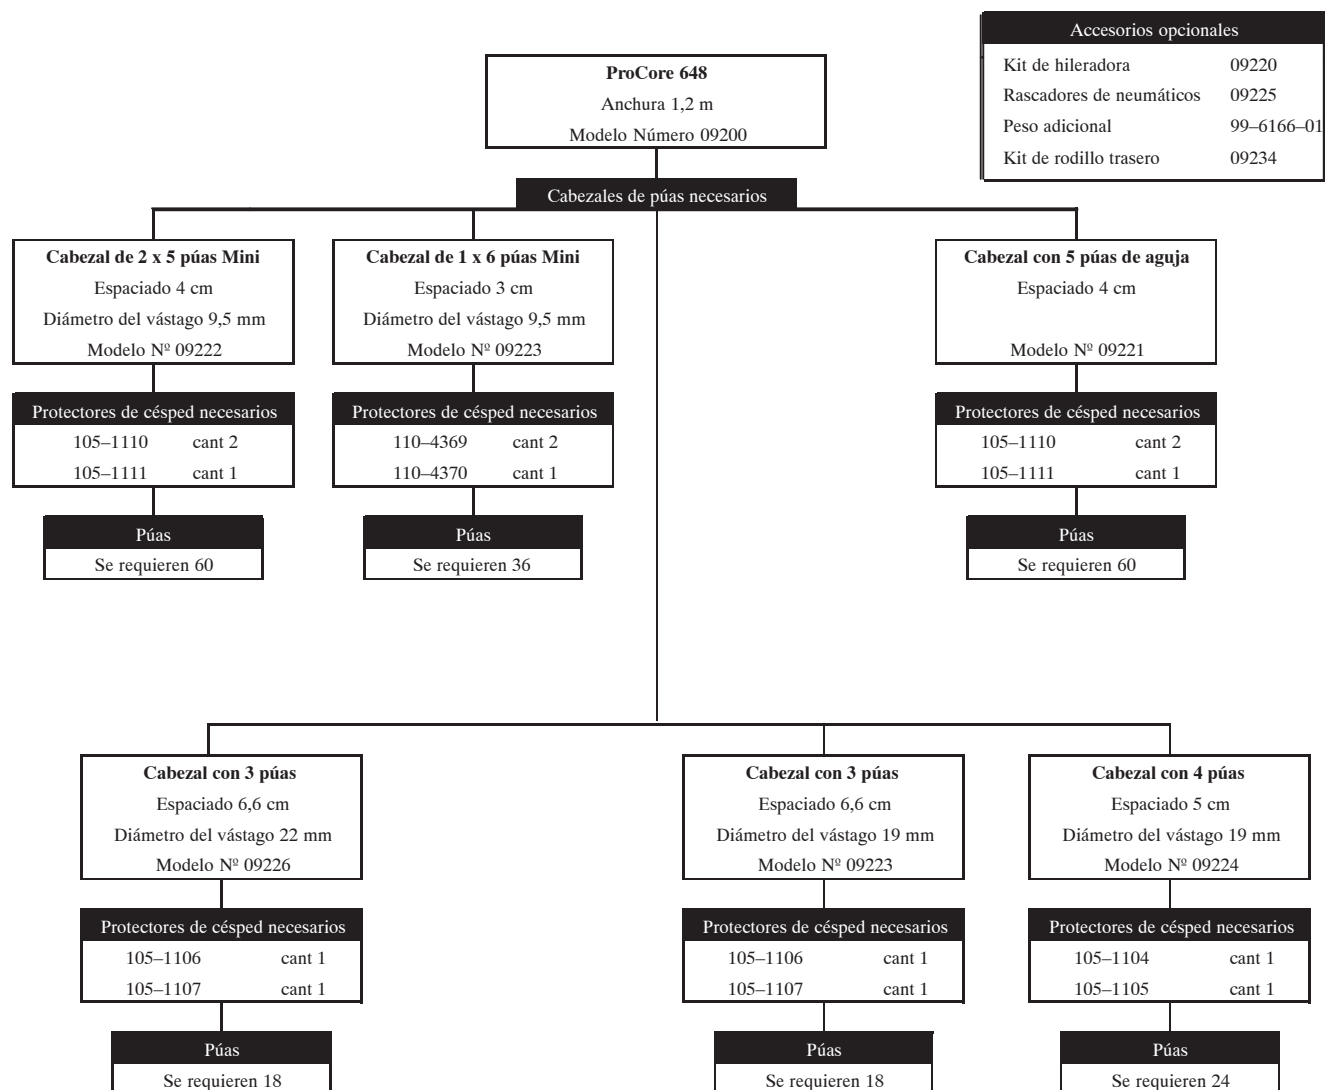 Accesorios opcionales
Kit de hileradora 09220
Rascadores de neumáticos 09225
Peso adicional 99–6166–01
Kit de rodillo trasero 09234
ProCore 648
Anchura 1,2 m
Modelo Número 09200
Cabezales de púas necesarios
Cabezal de 2 x 5 púas Mini
Espaciado 4 cm
Diámetro del vástago 9,5 mm
Modelo Nº 09222
Protectores de césped necesarios
105–1110 cant 2
105–1111 cant 1
Púas
Se requieren 60
Cabezal de 1 x 6 púas Mini
Espaciado 3 cm
Diámetro del vástago 9,5 mm
Modelo Nº 09223
Protectores de césped necesarios
110–4369 cant 2
110–4370 cant 1
Púas
Se requieren 36
Cabezal con 5 púas de aguja
Espaciado 4 cm
Modelo Nº 09221
Protectores de césped necesarios
105–1110 cant 2
105–1111 cant 1
Púas
Se requieren 60
Cabezal con 3 púas
Espaciado 6,6 cm
Diámetro del vástago 22 mm
Modelo Nº 09226
Protectores de césped necesarios
105–1106 cant 1
105–1107 cant 1
Púas
Se requieren 18
Cabezal con 3 púas
Espaciado 6,6 cm
Diámetro del vástago 19 mm
Modelo Nº 09223
Protectores de césped necesarios
105–1106 cant 1
105–1107 cant 1
Púas
Se requieren 18
Cabezal con 4 púas
Espaciado 5 cm
Diámetro del vástago 19 mm
Modelo Nº 09224
Protectores de césped necesarios
105–1104 cant 1
105–1105 cant 1
Púas
Se requieren 24